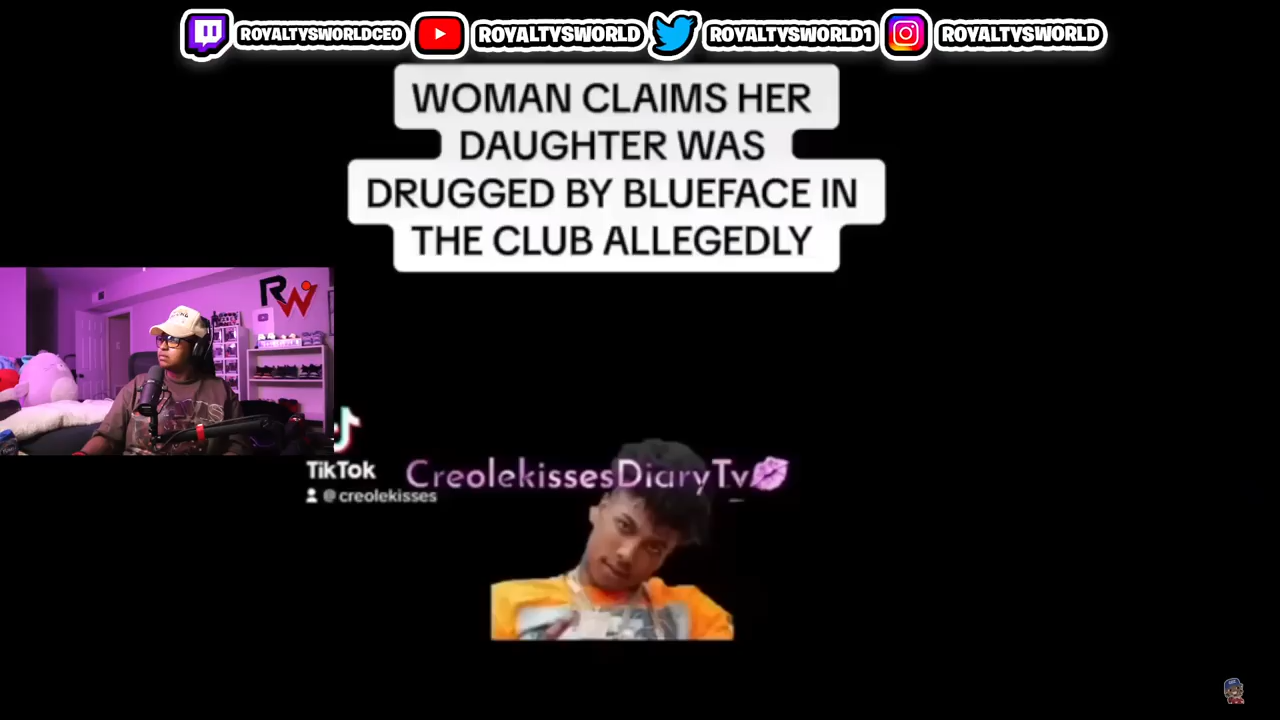 ROYALTYSWORLDCEO ROYALTYSWORLD ROYALTYSWORLD1 ROYALTYSWORLD
WOMAN CLAIMS HER
DAUGHTER WAS
DRUGGED BY BLUEFACE IN
THE CLUB ALLEGEDLY
RW
TikTok
CreolekissesDiaryTv
@creolekisses